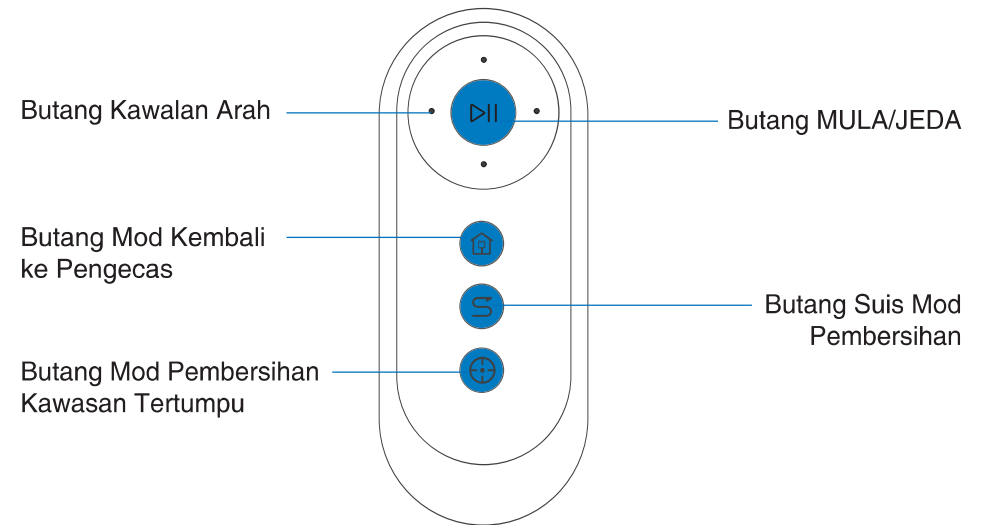 Butang Kawalan Arah
Butang MULA/JEDA
Butang Mod Kembali
ke Pengecas
Butang Suis Mod
Pembersihan
Butang Mod Pembersihan
Kawasan Tertumpu